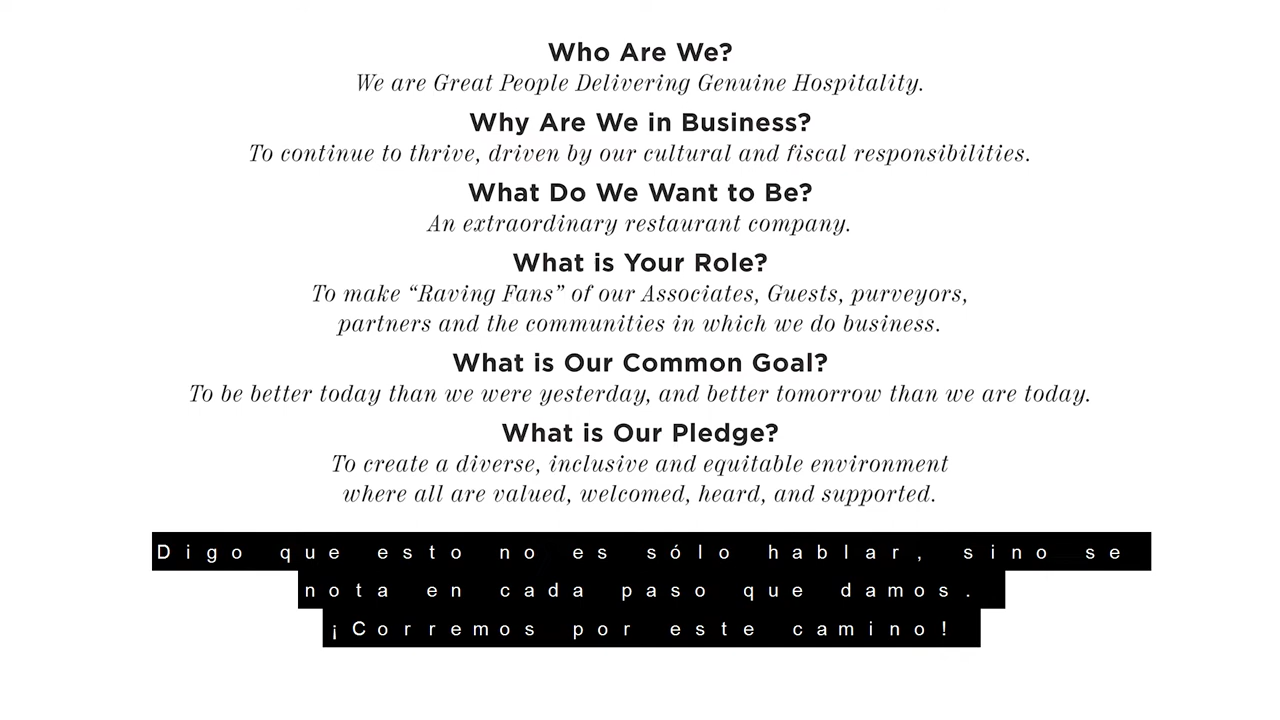 Who Are We?
We are Great People Delivering Genuine Hospitality.
Why Are We in Business?
To continue to thrive, driven by our cultural and fiscal responsibilities.
What Do We Want to Be?
An extraordinary restaurant company.
What is Your Role?
To make “Raving Fans” of our Associates, Guests, purveyors,
partners and the communities in which we do business.
What is Our Common Goal?
To be better today than we were yesterday, and better tomorrow than we are today.
What is Our Pledge?
To create a diverse, inclusive and equitable environment
where all are valued, welcomed, heard, and supported.
Digo que esto no es sólo hablar, sino se
nota en cada paso que damos.
¡Corremos por este camino!